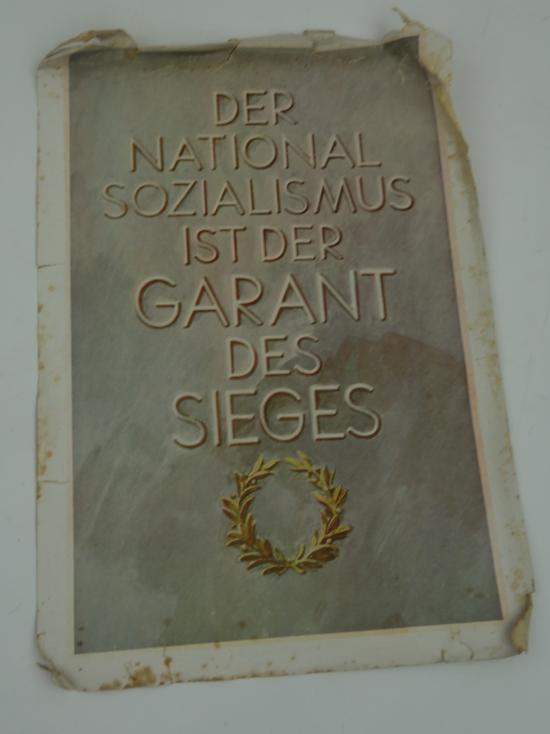 DER
NATIONAL
SOZIALISMUS
IST DER
GARANT
DES
SIEGES